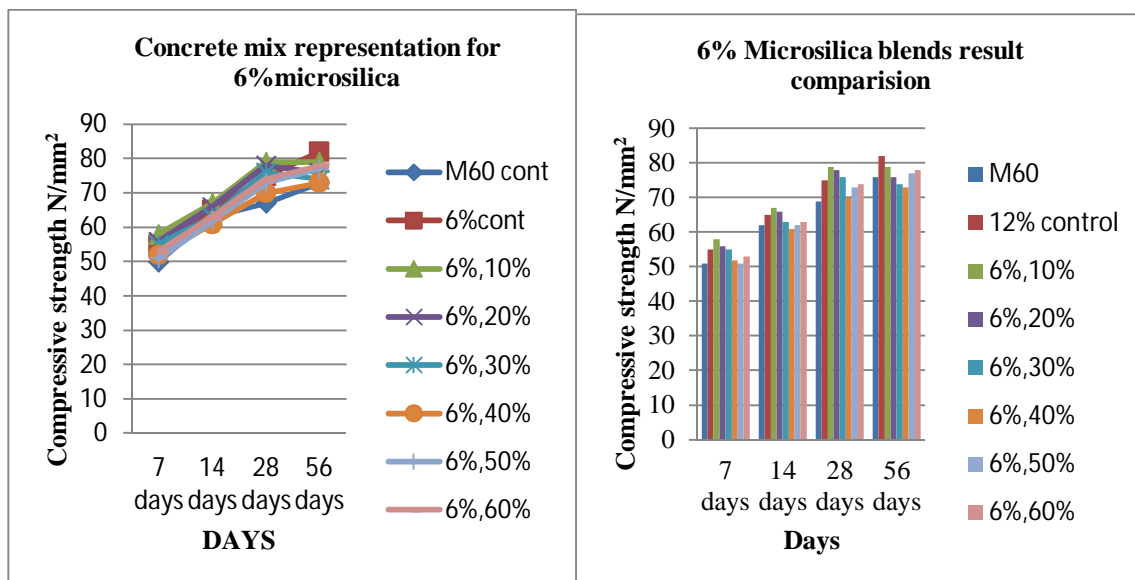 Concrete mix representation for
6%microsilica
Compressive strength N/mm²
90
80
70
60
50
40
30
20
10
0
7
days
14
days
28
days
56
days
DAYS
M60 cont
6%cont
6%,10%
6%,20%
6%,30%
6%,40%
6%,50%
6%,60%
6% Microsilica blends result
comparision
Compressive strength N/mm²
90
80
70
60
50
40
30
20
10
0
7
days
14
days
28
days
56
days
Days
M60
12% control
6%,10%
6%,20%
6%,30%
6%,40%
6%,50%
6%,60%